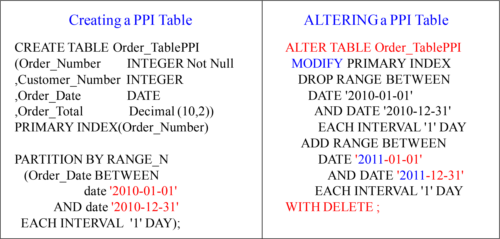 Creating a PPI Table
CREATE TABLE Order_TablePPI
(Order_Number INTEGER Not Null
,Customer_Number INTEGER
,Order_Date DATE
,Order_Total Decimal (10,2))
PRIMARY INDEX(Order_Number)
PARTITION BY RANGE_N
(Order_Date BETWEEN
date '2010-01-01'
AND date '2010-12-31'
EACH INTERVAL '1' DAY);
ALTERING a PPI Table
ALTER TABLE Order_TablePPI
MODIFY PRIMARY INDEX
DROP RANGE BETWEEN
DATE '2010-01-01'
AND DATE '2010-12-31'
EACH INTERVAL '1' DAY
ADD RANGE BETWEEN
DATE '2011-01-01'
AND DATE '2011-12-31'
EACH INTERVAL '1' DAY
WITH DELETE ;